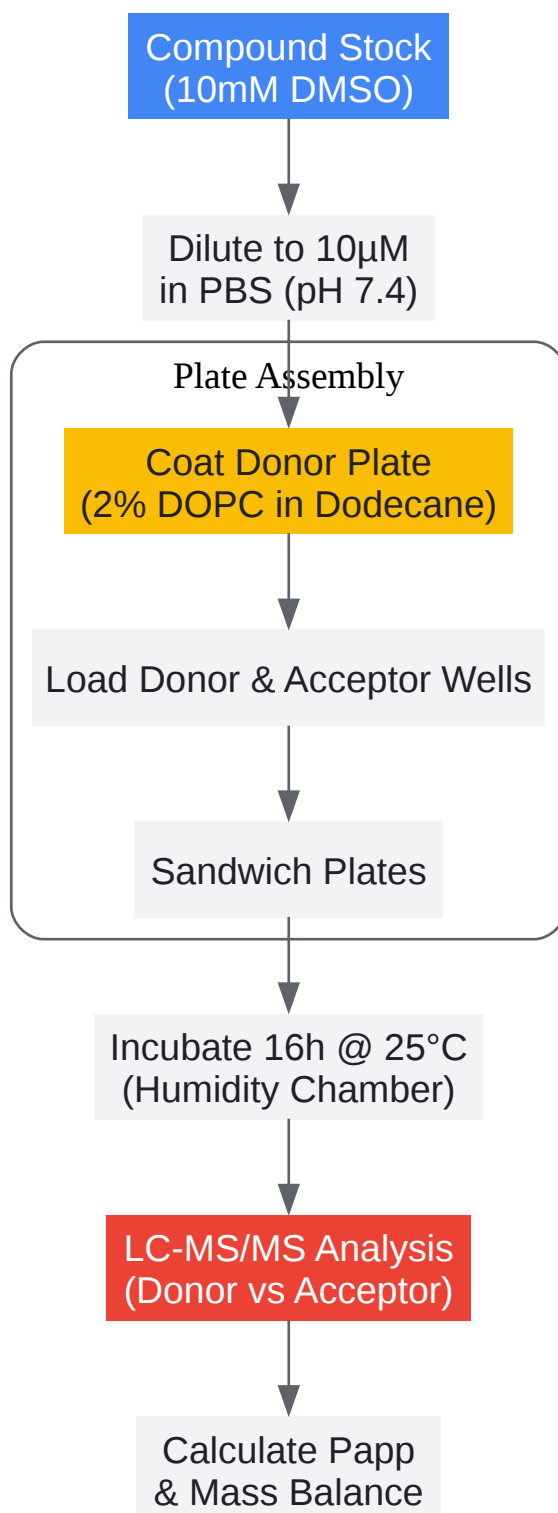 Compound Stock
(10mM DMSO)
Dilute to 10µM
in PBS (pH 7.4)
Plate Assembly
Coat Donor Plate
(2% DOPC in Dodecane)
Load Donor & Acceptor Wells
Sandwich Plates
Incubate 16h @ 25°C
(Humidity Chamber)
LC-MS/MS Analysis
(Donor vs Acceptor)
Calculate Papp
& Mass Balance